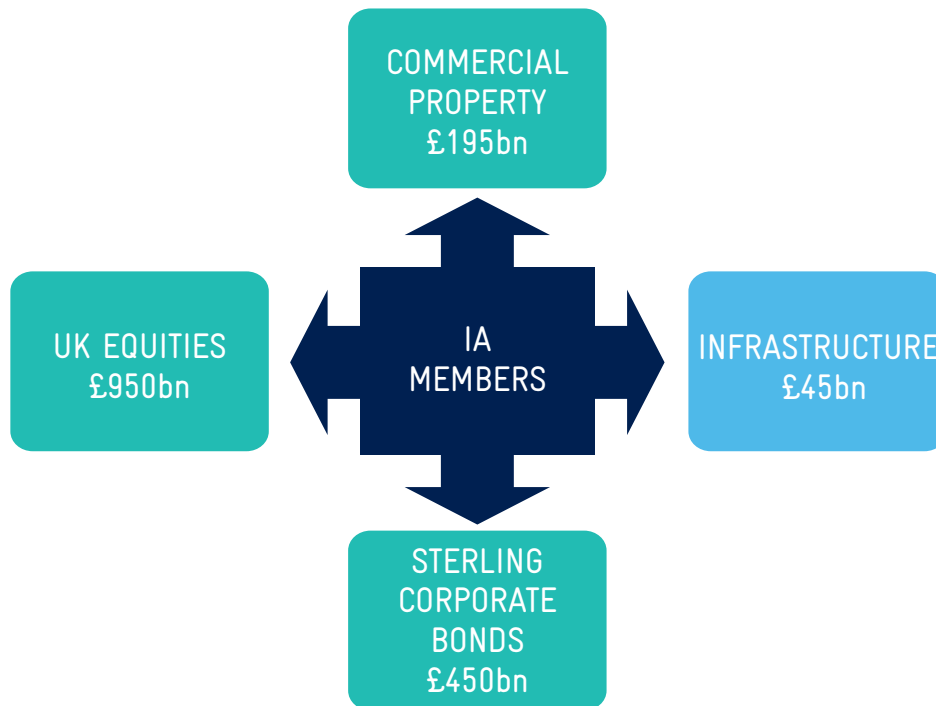 COMMERCIAL
PROPERTY
£195bn
UK EQUITIES
£950bn
IA
MEMBERS
INFRASTRUCTURE
£45bn
STERLING
CORPORATE
BONDS
£450bn